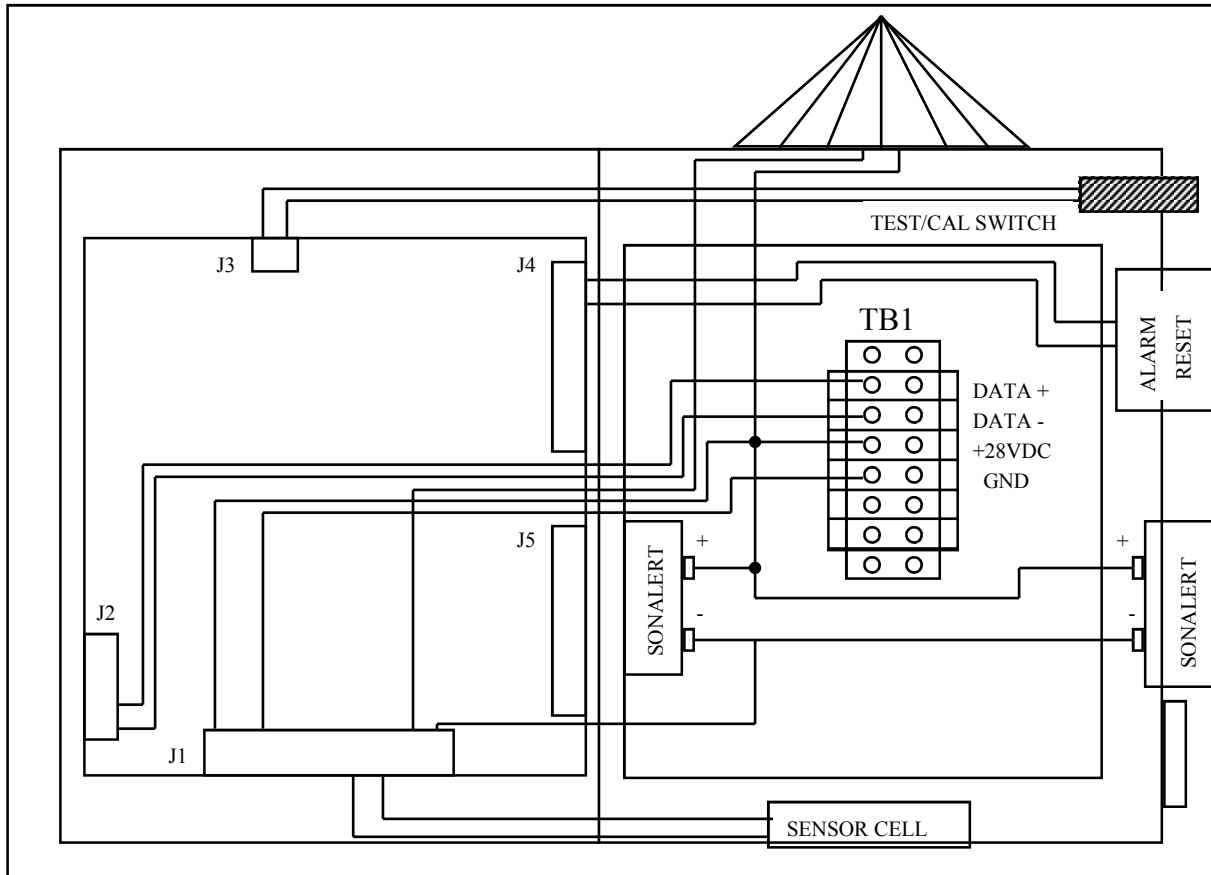 TEST/CAL SWITCH
J3
J4
ALARM
RESET
TB1
DATA +
DATA -
+28VDC
GND
J5
+
-
SONALERT
+
-
SONALERT
J2
J1
SENSOR CELL